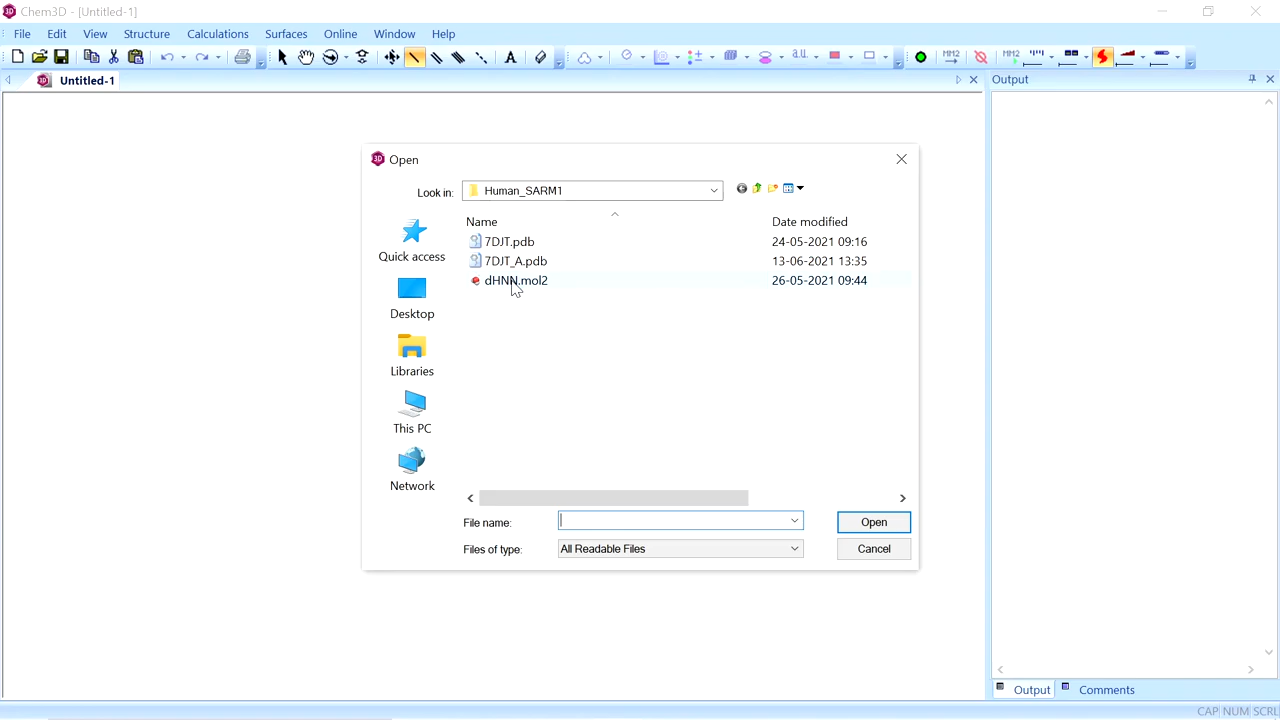 Chem3D - [Untitled-1]
File Edit View Structure Calculations Surfaces Online Window Help
MM2 MM2
Untitled-1
Output
3D Open
Look in: Human_SARM1
Name Date modified
7DJT.pdb 24-05-2021 09:16
7DJT_A.pdb 13-06-2021 13:35
dHNN.mol2 26-05-2021 09:44
Quick access
Desktop
Libraries
This PC
Network
File name: Open
Files of type: All Readable Files Cancel
Output Comments
CAP NUM SCRL